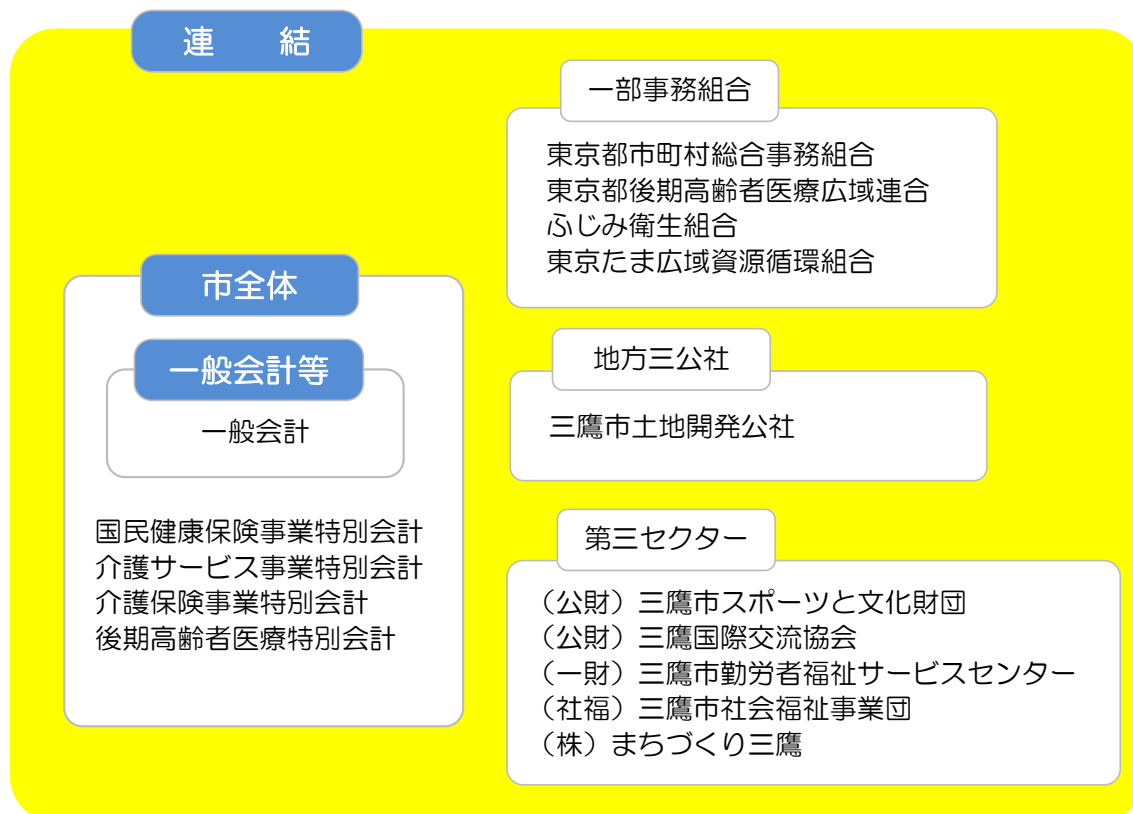 連　　結
一部事務組合
東京都市町村総合事務組合
東京都後期高齢者医療広域連合
ふじみ衛生組合
東京たま広域資源循環組合
市全体
一般会計等
一般会計
国民健康保険事業特別会計
介護サービス事業特別会計
介護保険事業特別会計
後期高齢者医療特別会計
地方三公社
三鷹市土地開発公社
第三セクター
（公財）三鷹市スポーツと文化財団
（公財）三鷹国際交流協会
（一財）三鷹市勤労者福祉サービスセンター
（社福）三鷹市社会福祉事業団
（株）まちづくり三鷹